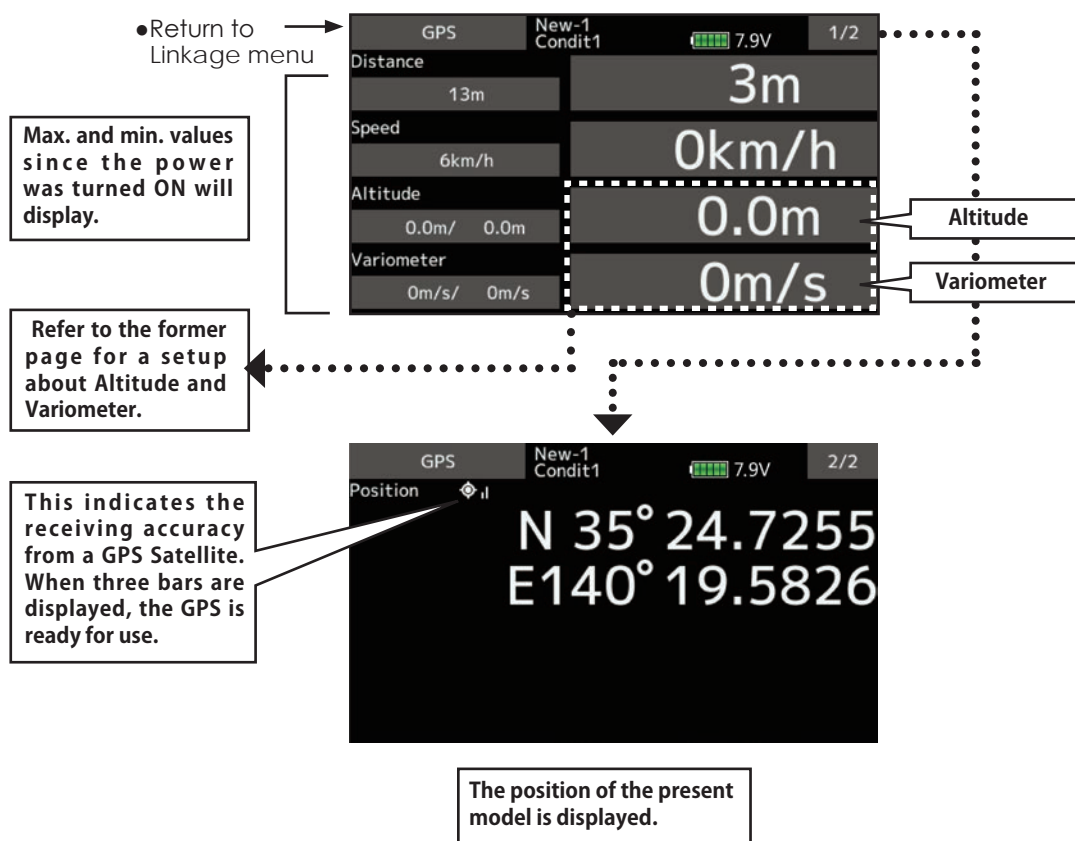 ●Return to
Linkage menu
GPS
New-1
Condit1
7.9V
1/2
Distance
13m
3m
Speed
6km/h
0km/h
Altitude
0.0m/ 0.0m
0.0m
Variometer
0m/s/ 0m/s
0m/s
Max. and min. values
since the power
was turned ON will
display.
Altitude
Variometer
Refer to the former
page for a setup
about Altitude and
Variometer.
GPS
New-1
Condit1
7.9V
2/2
Position
N 35° 24.7255
E140° 19.5826
This indicates the
receiving accuracy
from a GPS Satellite.
When three bars are
displayed, the GPS is
ready for use.
The position of the present
model is displayed.